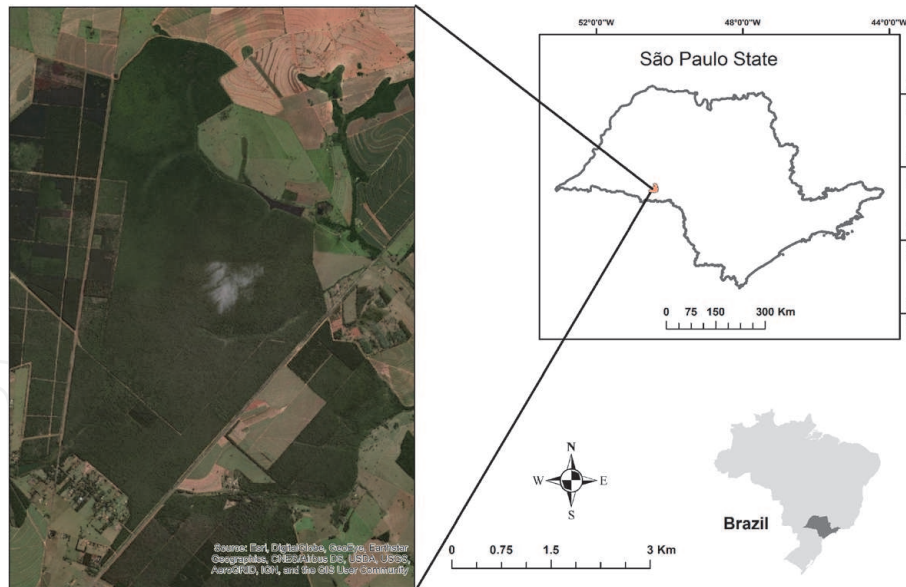 52°0'0"W 48°0'0"W 44°0'0"W
São Paulo State
0 75 150 300 Km
N
W E
S
Brazil
0 0.75 1.5 3 Km
Source: Esri, DigitalGlobe, GeoEye, Earthstar
Geographics, CNES/Airbus DS, USDA, USGS,
AeroGRID, IGN, and the GIS User Community